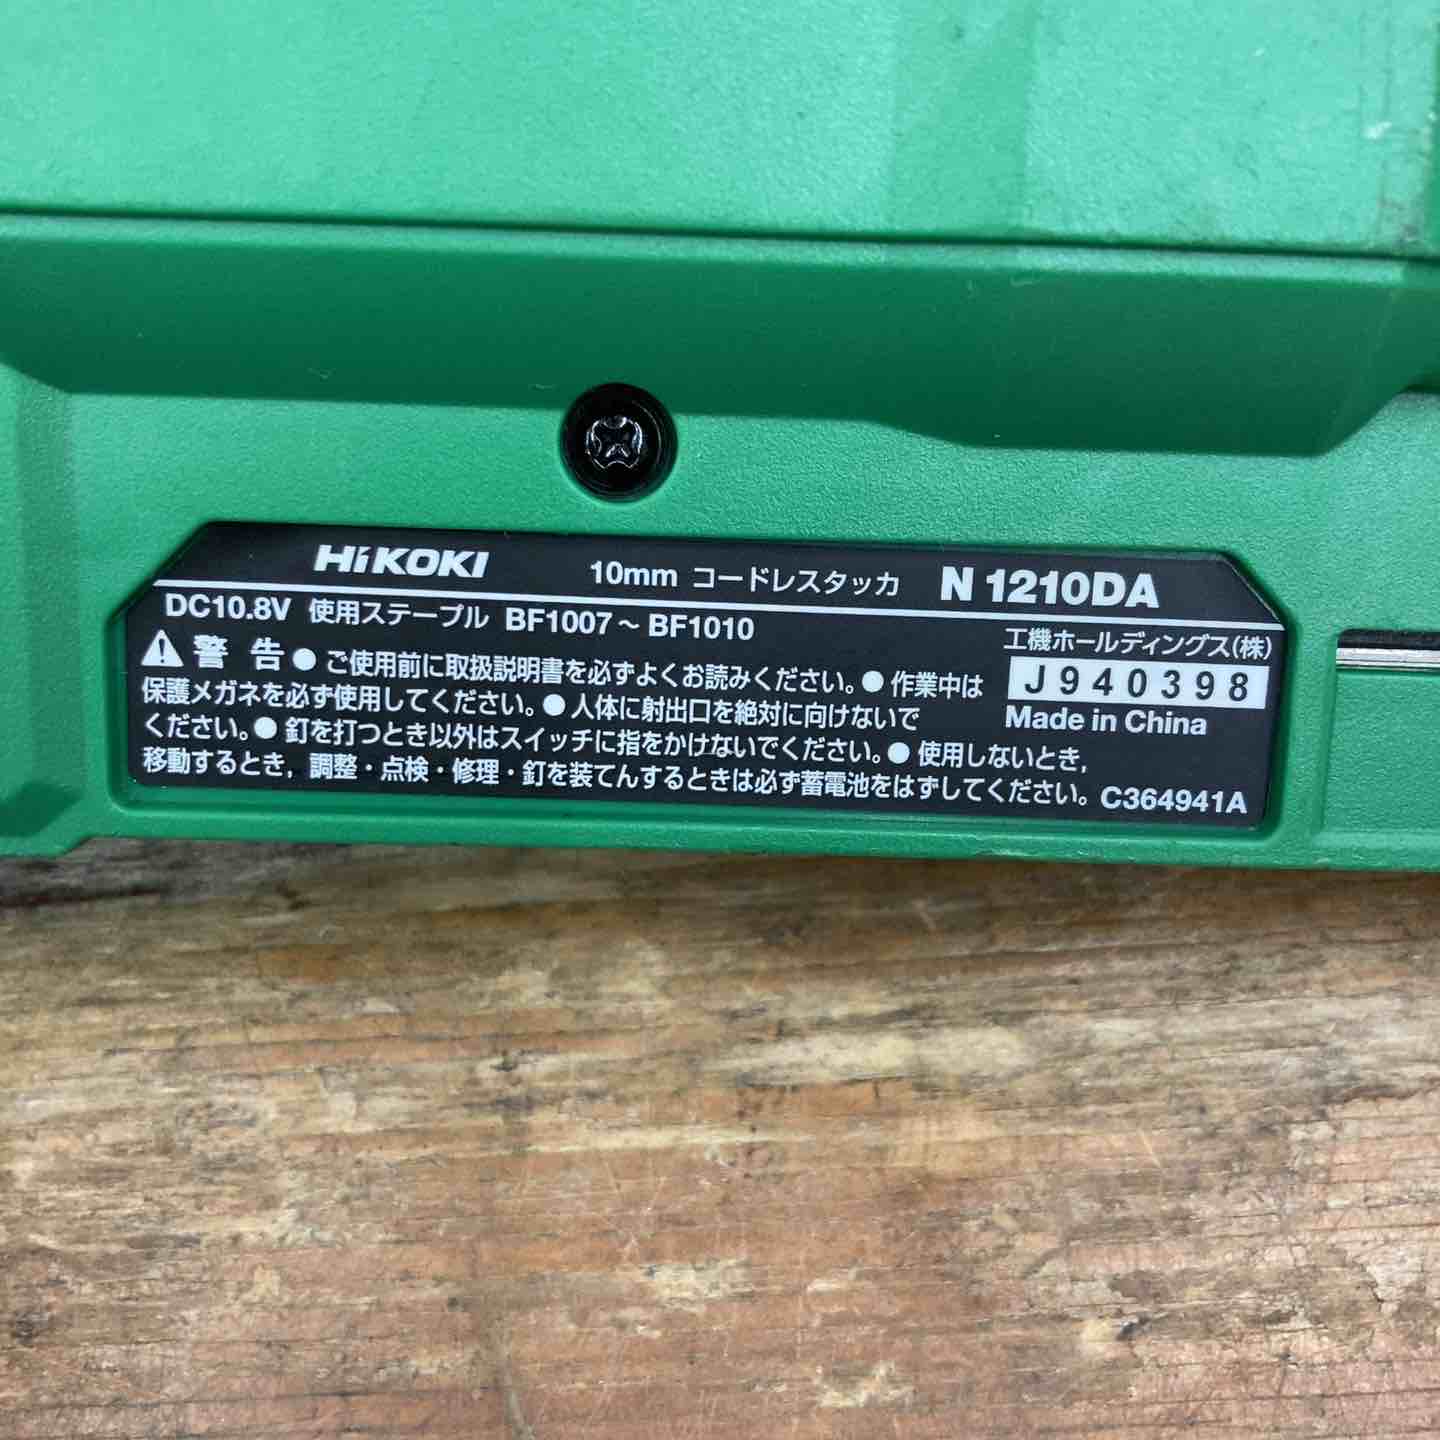 HiKOKI 10mm コードレスタッカ N 1210DA
DC10.8V 使用ステープル BF1007～BF1010
工機ホールディングス(株)
J940398
Made in China
⚠警告●ご使用前に取扱説明書を必ずよくお読みください。●作業中は
保護メガネを必ず使用してください。●人体に射出口を絶対に向けないで
ください。●釘を打つとき以外はスイッチに指をかけないでください。●使用しないとき,
移動するとき,調整・点検・修理・釘を装てんするときは必ず蓄電池をはずしてください。 C364941A